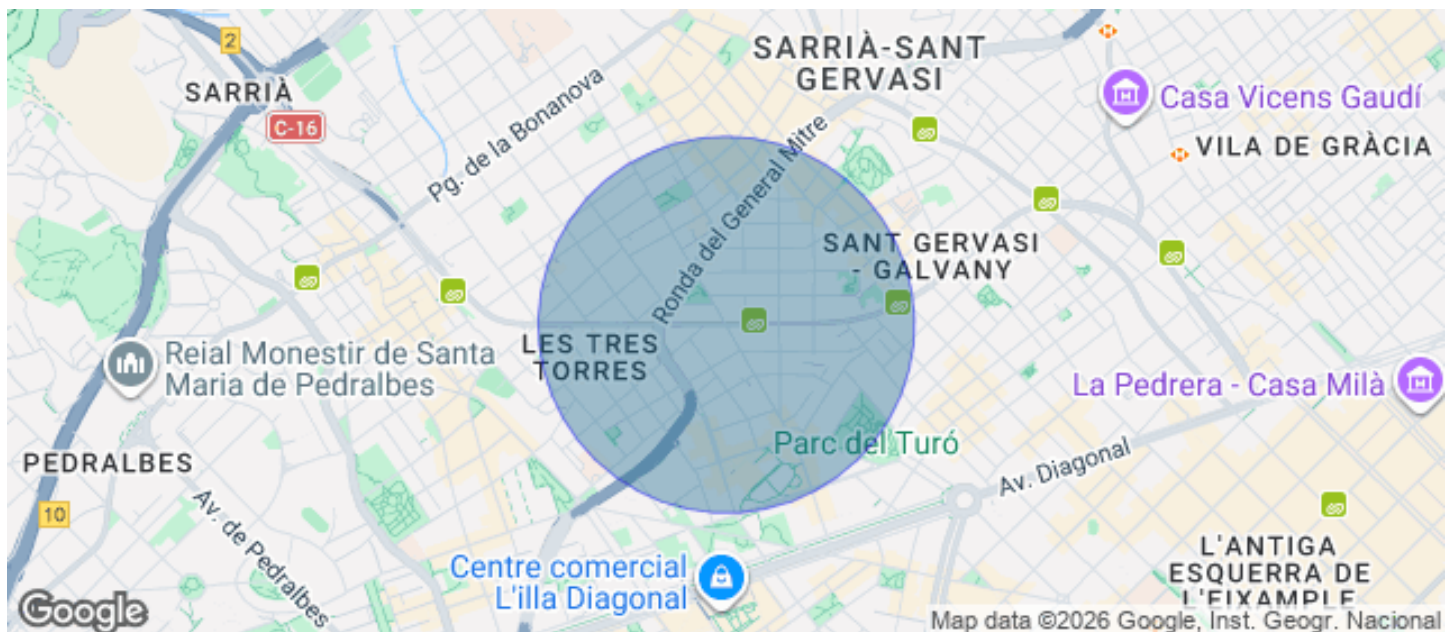 2
SARRIÀ-SANT
GERVASI
SARRIÀ
Casa Vicens Gaudí
C-16
Pg. de la Bonanova
Ronda del General Mitre
VILA DE GRÀCIA
SANT GERVASI
- GALVANY
LES TRES
TORRES
Reial Monestir de Santa
Maria de Pedralbes
La Pedrera - Casa Milà
Parc del Turó
PEDRALBES
Av. Diagonal
10
Av. de Pedralbes
Centre comercial
L'illa Diagonal
L'ANTIGA
ESQUERRA DE
L'EIXAMPLE
Google
Map data ©2026 Google, Inst. Geogr. Nacional